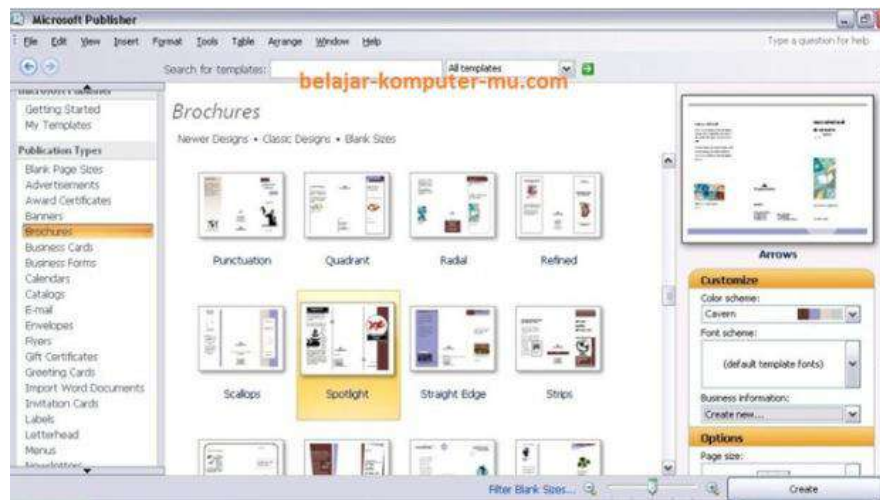 Microsoft Publisher
File Edit View Insert Format Tools Table Arrange Window Help
Type a question for help
Search for templates: All templates
belajar-komputer-mu.com
Microsoft Publisher
Getting Started
My Templates
Publication Types
Blank Page Sizes
Advertisements
Award Certificates
Banners
Brochures
Business Cards
Business Forms
Calendars
Catalogs
E-mail
Envelopes
Flyers
Gift Certificates
Greeting Cards
Import Word Documents
Invitation Cards
Labels
Letterhead
Menus
Newsletters
Brochures
Newer Designs • Classic Designs • Blank Sizes
Punctuation Quadrant Radial Refined
Scallops Spotlight Straight Edge Strips
Filter Blank Sizes...
Arrows
Customize
Color scheme:
Cavern
Font scheme:
(default template fonts)
Business information:
Create new...
Options
Page size:
Create